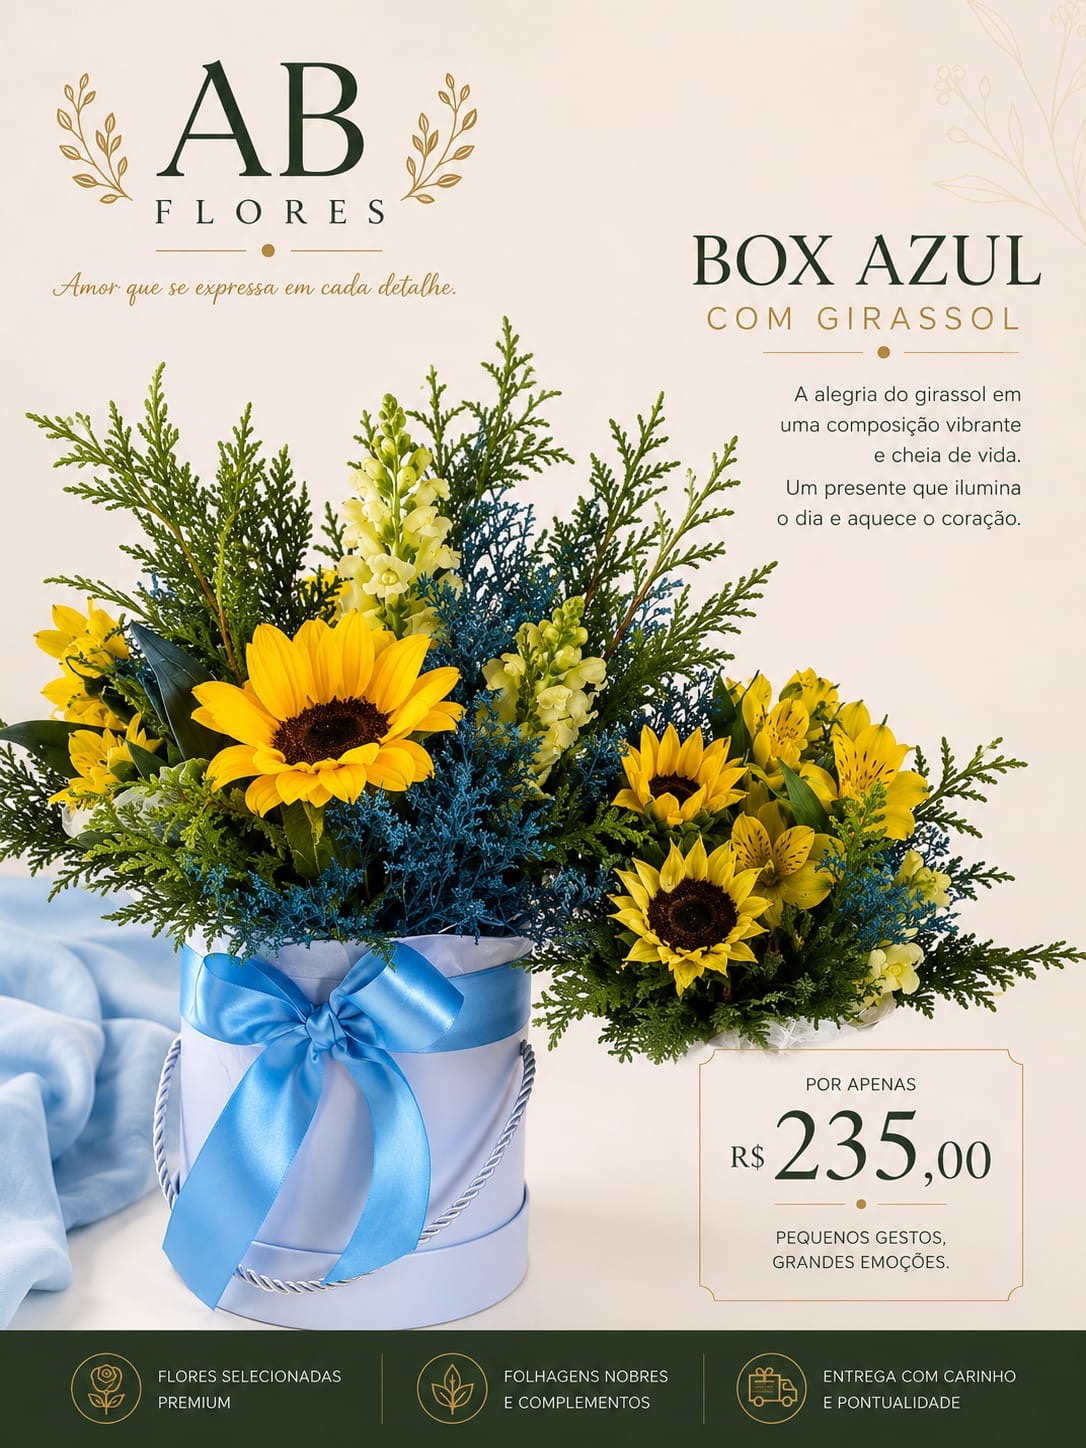 AB
FLORES
Amor que se expressa em cada detalhe.
BOX AZUL
COM GIRASSOL
A alegria do girassol em
uma composição vibrante
e cheia de vida.
Um presente que ilumina
o dia e aquece o coração.
POR APENAS
R$ 235,00
PEQUENOS GESTOS,
GRANDES EMOÇÕES.
FLORES SELECIONADAS
PREMIUM
FOLHAGENS NOBRES
E COMPLEMENTOS
ENTREGA COM CARINHO
E PONTUALIDADE